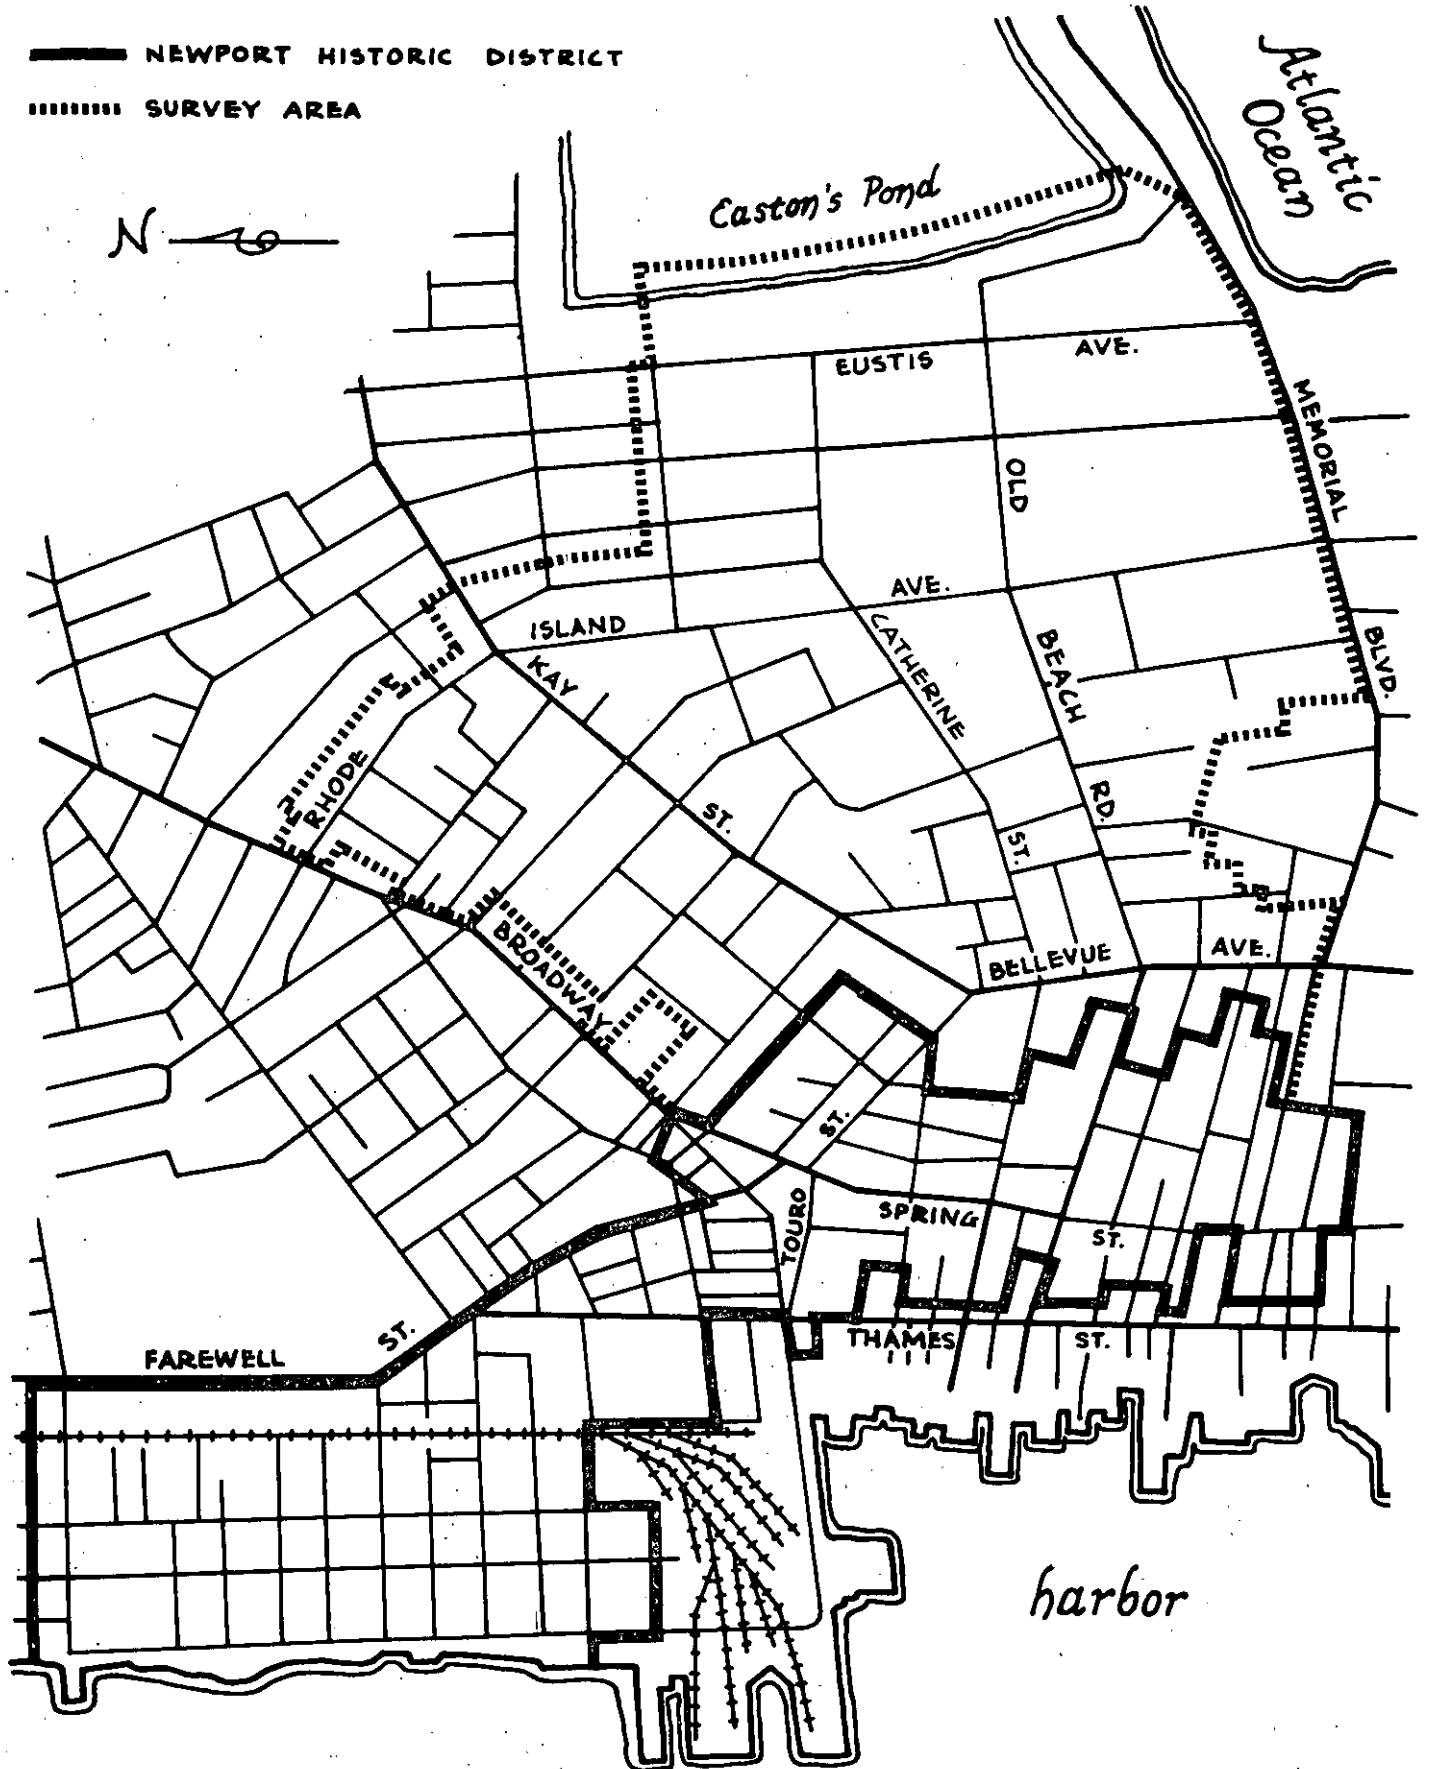 NEWPORT HISTORIC DISTRICT
SURVEY AREA
N
Atlantic
Ocean
Easton's Pond
EUSTIS AVE.
MEMORIAL BLVD.
OLD BEACH RD.
ISLAND AVE.
RHODE
KAY ST.
CATHERINE ST.
BROADWAY
BELLEVUE AVE.
TOURO ST.
SPRING ST.
THAMES ST.
FAREWELL ST.
harbor